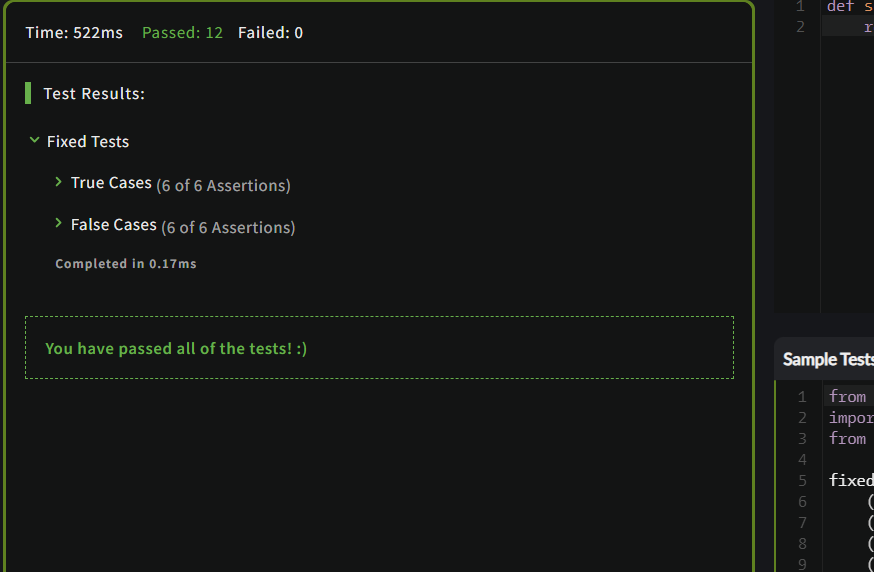 Time: 522ms Passed: 12 Failed: 0
Test Results:
Fixed Tests
True Cases (6 of 6 Assertions)
False Cases (6 of 6 Assertions)
Completed in 0.17ms
You have passed all of the tests! :)
1 def s
2 r
Sample Tests
1 from
2 impor
3 from
4
5 fixed
6 (
7 (
8 (
9 (